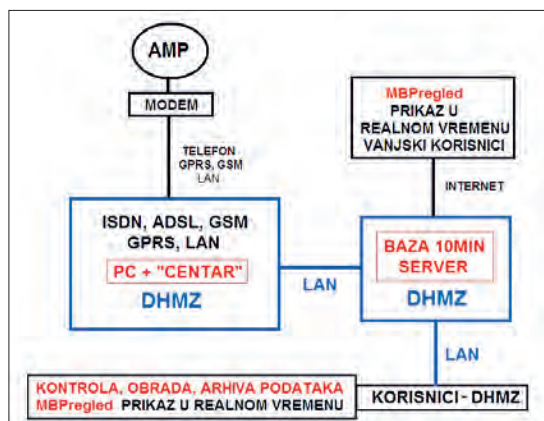 AMP
MODEM
TELEFON
GPRS, GSM
LAN
ISDN, ADSL, GSM
GPRS, LAN
PC + "CENTAR"
DHMZ
LAN
MBPregled
PRIKAZ U
REALNOM VREMENU
VANJSKI KORISNICI
INTERNET
BAZA 10MIN
SERVER
DHMZ
LAN
KONTROLA, OBRADA, ARHIVA PODATAKA
MBPregled PRIKAZ U REALNOM VREMENU
KORISNICI - DHMZ